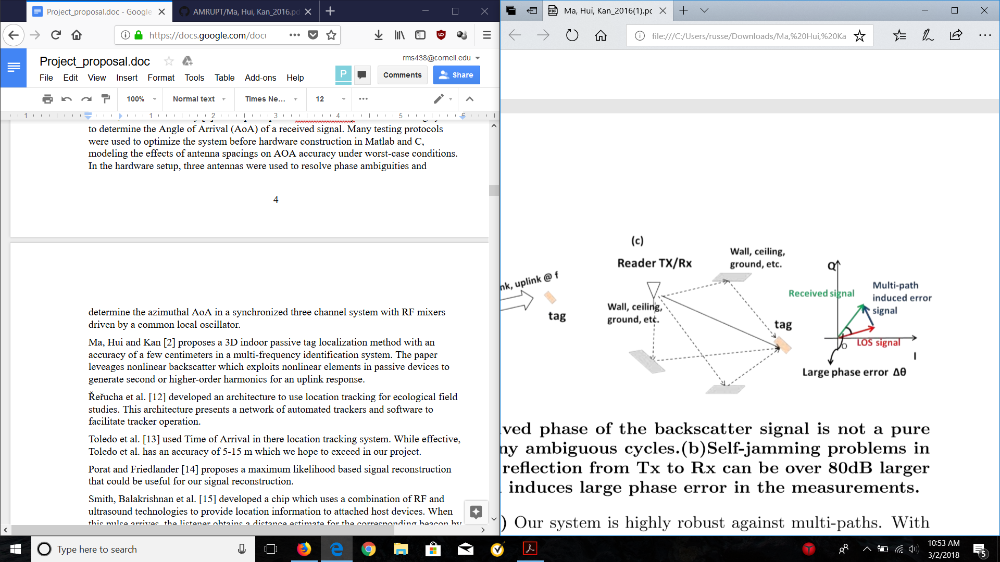 Project_proposal.doc - Google
AMRUPT/Ma, Hui, Kan_2016.pd
https://docs.google.com/docu
Project_proposal.doc
rms438@cornell.edu
File Edit View Insert Format Tools Table Add-ons Help
P
Comments
Share
100% Normal text Times Ne... 12
1 1 2 3 4 5 6
to determine the Angle of Arrival (AoA) of a received signal. Many testing protocols
were used to optimize the system before hardware construction in Matlab and C,
modeling the effects of antenna spacings on AOA accuracy under worst-case conditions.
In the hardware setup, three antennas were used to resolve phase ambiguities and
4
determine the azimuthal AoA in a synchronized three channel system with RF mixers
driven by a common local oscillator.
Ma, Hui and Kan [2] proposes a 3D indoor passive tag localization method with an
accuracy of a few centimeters in a multi-frequency identification system. The paper
leveages nonlinear backscatter which exploits nonlinear elements in passive devices to
generate second or higher-order harmonics for an uplink response.
Řeřucha et al. [12] developed an architecture to use location tracking for ecological field
studies. This architecture presents a network of automated trackers and software to
facilitate tracker operation.
Toledo et al. [13] used Time of Arrival in there location tracking system. While effective,
Toledo et al. has an accuracy of 5-15 m which we hope to exceed in our project.
Porat and Friedlander [14] proposes a maximum likelihood based signal reconstruction
that could be useful for our signal reconstruction.
Smith, Balakrishnan et al. [15] developed a chip which uses a combination of RF and
ultrasound technologies to provide location information to attached host devices. When
this pulse arrives, the listener obtains a distance estimate for the corresponding beacon by
Ma, Hui, Kan_2016(1).pc
file:///C:/Users/russe/Downloads/Ma,%20Hui,%20Ka
(c)
Reader TX/Rx
Wall, ceiling,
ground, etc.
nk, uplink @ f
tag
Wall, ceiling,
ground, etc.
tag
Q
Received signal
Multi-path
induced error
signal
LOS signal
O
I
Large phase error Δθ
ved phase of the backscatter signal is not a pure
ny ambiguous cycles.(b)Self-jamming problems in
reflection from Tx to Rx can be over 80dB larger
induces large phase error in the measurements.
) Our system is highly robust against multi-paths. With
Type here to search
10:53 AM
3/2/2018
5